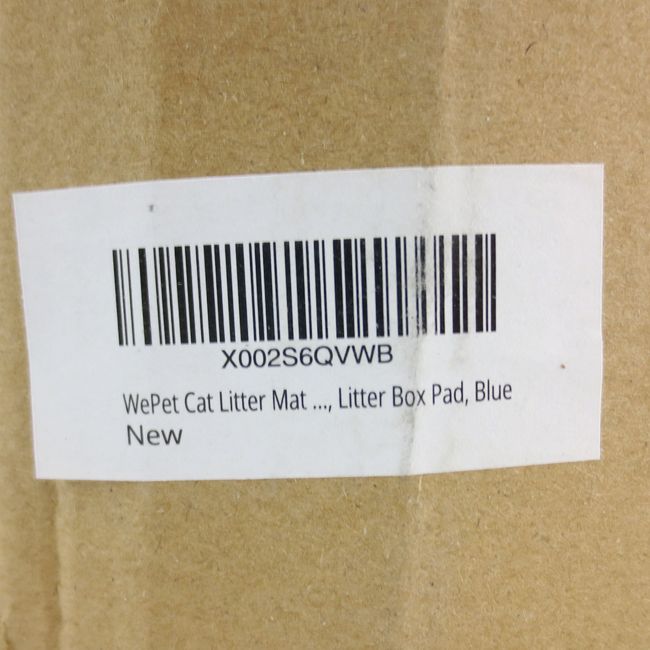 X002S6QVWB
WePet Cat Litter Mat ..., Litter Box Pad, Blue
New